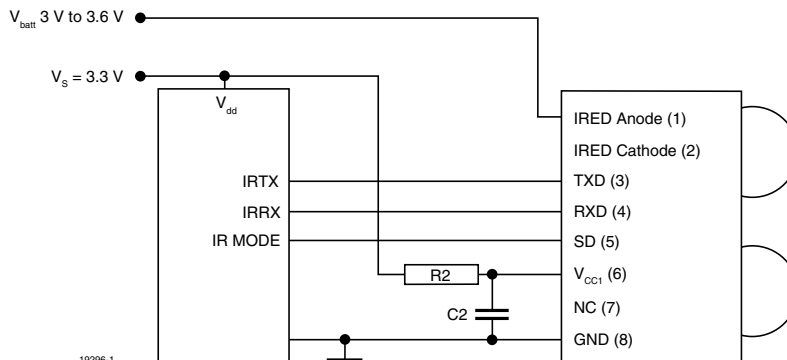 Vbatt 3 V to 3.6 V
VS = 3.3 V
Vdd
IRTX
IRRX
IR MODE
R2
C2
IRED Anode (1)
IRED Cathode (2)
TXD (3)
RXD (4)
SD (5)
VCC1 (6)
NC (7)
GND (8)
19296-1